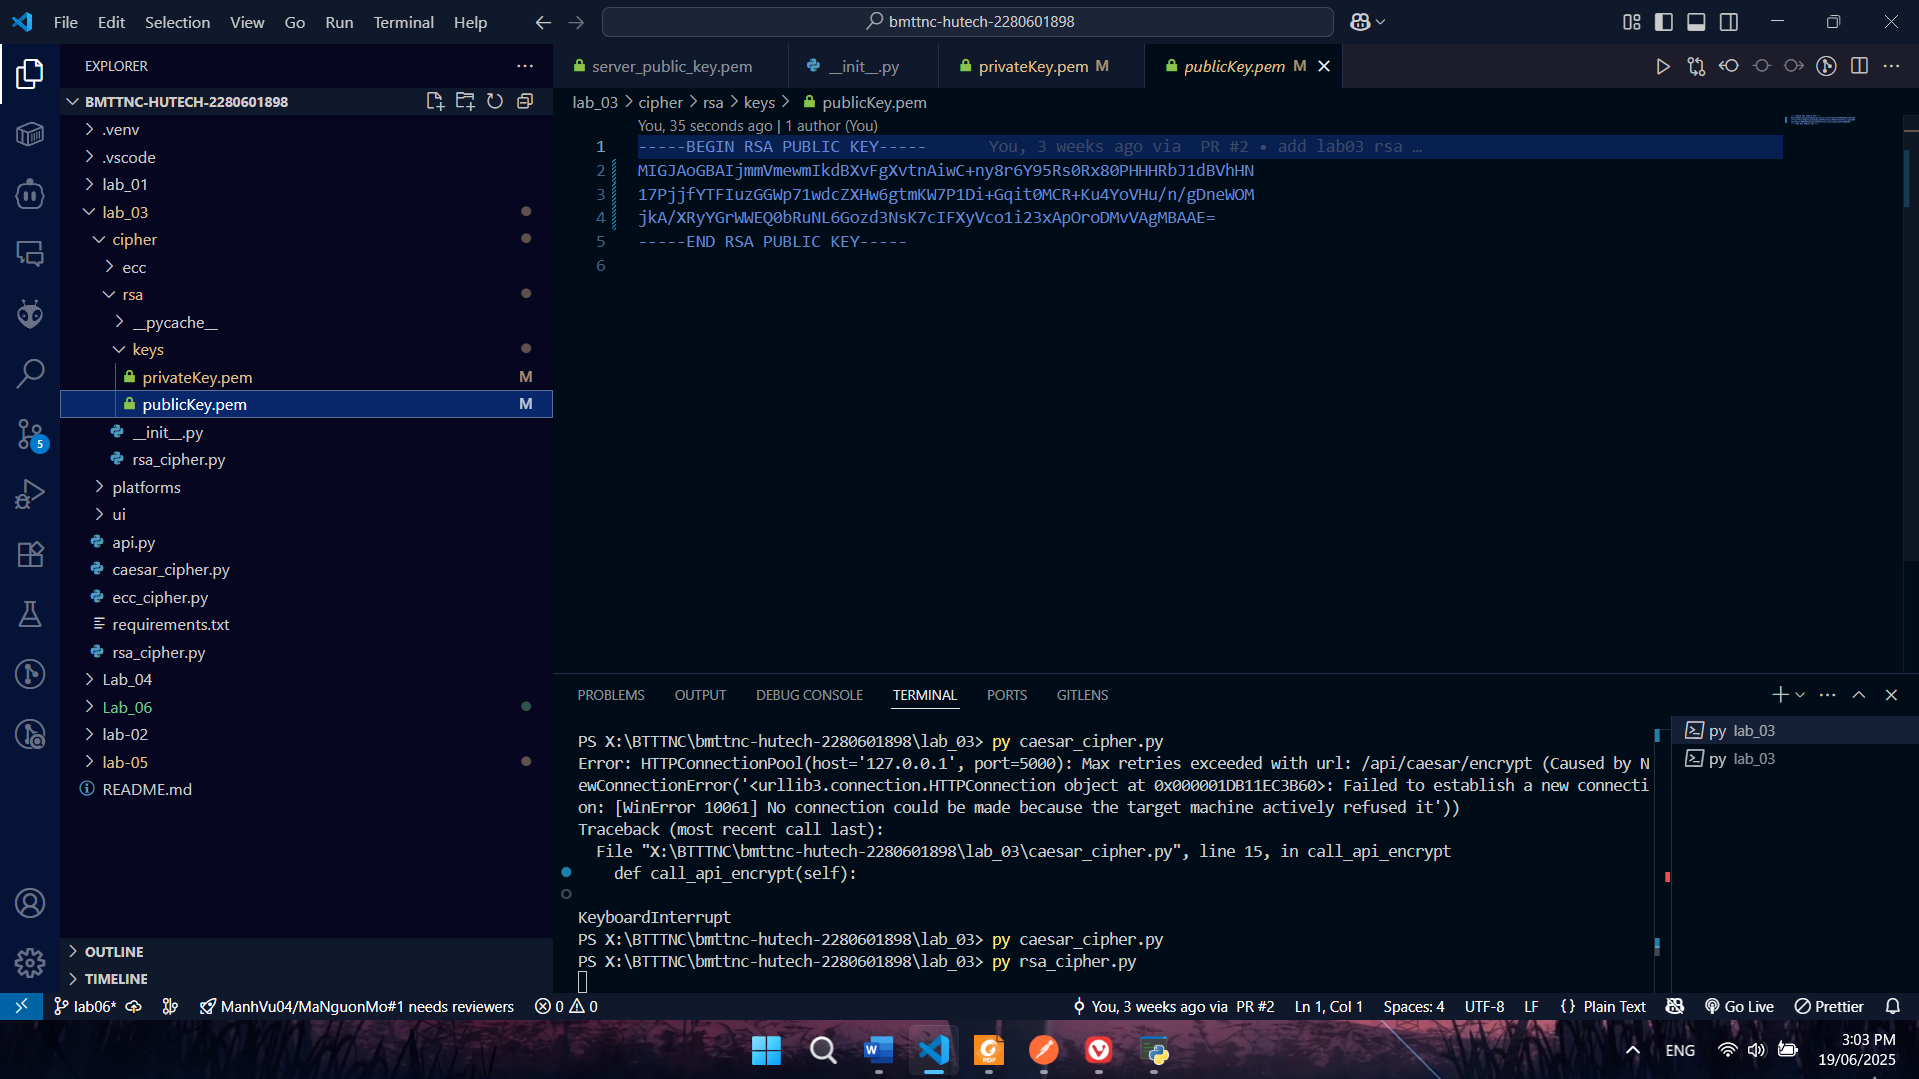 File Edit Selection View Go Run Terminal Help
bmttnc-hutech-2280601898
EXPLORER
BMTTNC-HUTECH-2280601898
.venv
.vscode
lab_01
lab_03
cipher
ecc
rsa
__pycache__
keys
privateKey.pem M
publicKey.pem M
__init__.py
rsa_cipher.py
platforms
ui
api.py
caesar_cipher.py
ecc_cipher.py
requirements.txt
rsa_cipher.py
Lab_04
Lab_06
lab-02
lab-05
README.md
OUTLINE
TIMELINE
5
server_public_key.pem __init__.py privateKey.pem M publicKey.pem M
lab_03 > cipher > rsa > keys > publicKey.pem
You, 35 seconds ago | 1 author (You)
1 -----BEGIN RSA PUBLIC KEY----- You, 3 weeks ago via PR #2 • add lab03 rsa …
2 MIGJAoGBAIjmmVmewmIkdBXvFgXvtnAiwC+ny8r6Y95Rs0Rx80PHHHRbJ1dBVhHN
3 17PjjfYTFIuzGGWp71wdcZXHw6gtmKW7P1Di+Gqit0MCR+Ku4YoVHu/n/gDneWOM
4 jkA/XRyYGrWWEQ0bRuNL6Gozd3NsK7cIFXyVco1i23xApOroDMvVAgMBAAE=
5 -----END RSA PUBLIC KEY-----
6
PROBLEMS OUTPUT DEBUG CONSOLE TERMINAL PORTS GITLENS
PS X:\BTTTNC\bmttnc-hutech-2280601898\lab_03> py caesar_cipher.py
Error: HTTPConnectionPool(host='127.0.0.1', port=5000): Max retries exceeded with url: /api/caesar/encrypt (Caused by N
ewConnectionError('<urllib3.connection.HTTPConnection object at 0x000001DB11EC3B60>: Failed to establish a new connecti
on: [WinError 10061] No connection could be made because the target machine actively refused it'))
Traceback (most recent call last):
File "X:\BTTTNC\bmttnc-hutech-2280601898\lab_03\caesar_cipher.py", line 15, in call_api_encrypt
def call_api_encrypt(self):
KeyboardInterrupt
PS X:\BTTTNC\bmttnc-hutech-2280601898\lab_03> py caesar_cipher.py
PS X:\BTTTNC\bmttnc-hutech-2280601898\lab_03> py rsa_cipher.py
py lab_03
py lab_03
lab06* ManhVu04/MaNguonMo#1 needs reviewers 0 0 You, 3 weeks ago via PR #2 Ln 1, Col 1 Spaces: 4 UTF-8 LF {} Plain Text Go Live Prettier
ENG
3:03 PM
19/06/2025